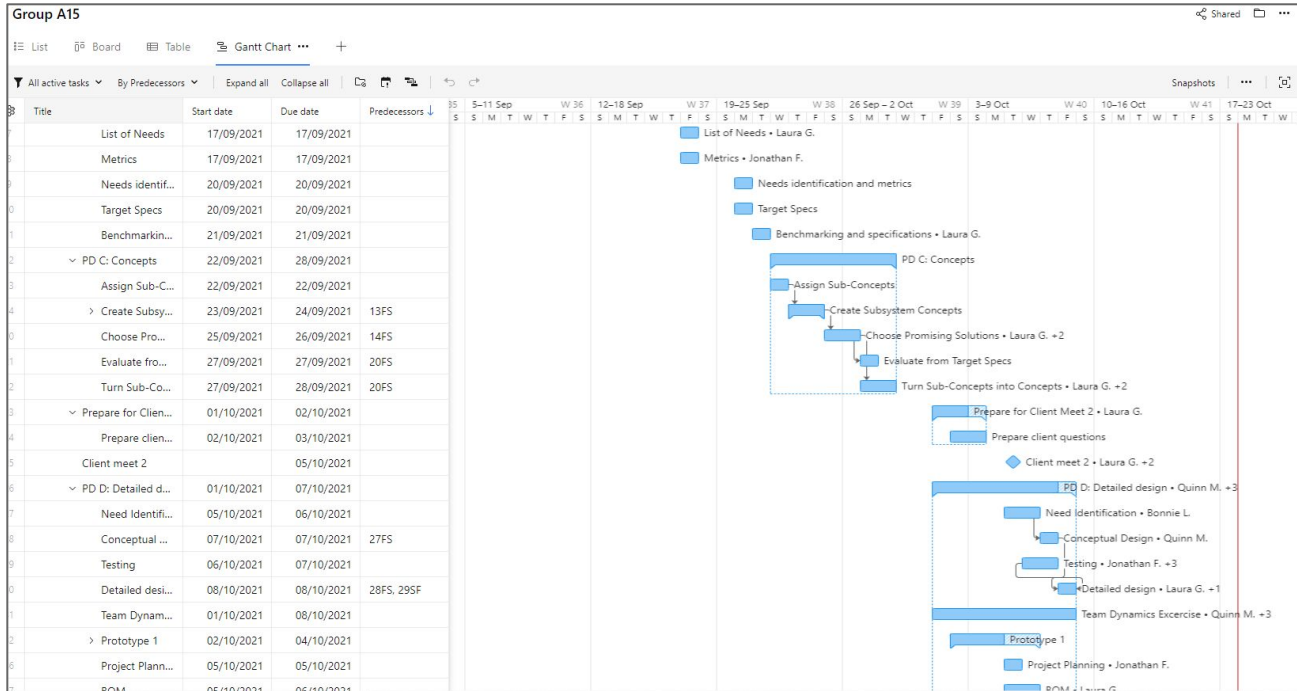 Group A15
Shared
List Board Table Gantt Chart ••• +
All active tasks By Predecessors Expand all Collapse all Snapshots •••
Title Start date Due date Predecessors ↓
35 5–11 Sep W 36 12–18 Sep W 37 19–25 Sep W 38 26 Sep – 2 Oct W 39 3–9 Oct W 40 10–16 Oct W 41 17–23 Oct
S S M T W T F S S M T W T F S S M T W T F S S M T W T F S S M T W T F S S M T W T F S S M T W
List of Needs 17/09/2021 17/09/2021 List of Needs • Laura G.
Metrics 17/09/2021 17/09/2021 Metrics • Jonathan F.
Needs identif... 20/09/2021 20/09/2021 Needs identification and metrics
Target Specs 20/09/2021 20/09/2021 Target Specs
Benchmarkin... 21/09/2021 21/09/2021 Benchmarking and specifications • Laura G.
PD C: Concepts 22/09/2021 28/09/2021 PD C: Concepts
Assign Sub-C... 22/09/2021 22/09/2021 Assign Sub-Concepts
Create Subsy... 23/09/2021 24/09/2021 13FS Create Subsystem Concepts
Choose Pro... 25/09/2021 26/09/2021 14FS Choose Promising Solutions • Laura G. +2
Evaluate fro... 27/09/2021 27/09/2021 20FS Evaluate from Target Specs
Turn Sub-Co... 27/09/2021 28/09/2021 20FS Turn Sub-Concepts into Concepts • Laura G. +2
Prepare for Clien... 01/10/2021 02/10/2021 Prepare for Client Meet 2 • Laura G.
Prepare clien... 02/10/2021 03/10/2021 Prepare client questions
Client meet 2 05/10/2021 Client meet 2 • Laura G. +2
PD D: Detailed d... 01/10/2021 07/10/2021 PD D: Detailed design • Quinn M. +3
Need Identifi... 05/10/2021 06/10/2021 Need Identification • Bonnie L.
Conceptual ... 07/10/2021 07/10/2021 27FS Conceptual Design • Quinn M.
Testing 06/10/2021 07/10/2021 Testing • Jonathan F. +3
Detailed desi... 08/10/2021 08/10/2021 28FS, 29SF Detailed design • Laura G. +1
Team Dynam... 01/10/2021 08/10/2021 Team Dynamics Excercise • Quinn M. +3
Prototype 1 02/10/2021 04/10/2021 Prototype 1
Project Plann... 05/10/2021 05/10/2021 Project Planning • Jonathan F.
BOM 05/10/2021 06/10/2021 BOM • Laura G.